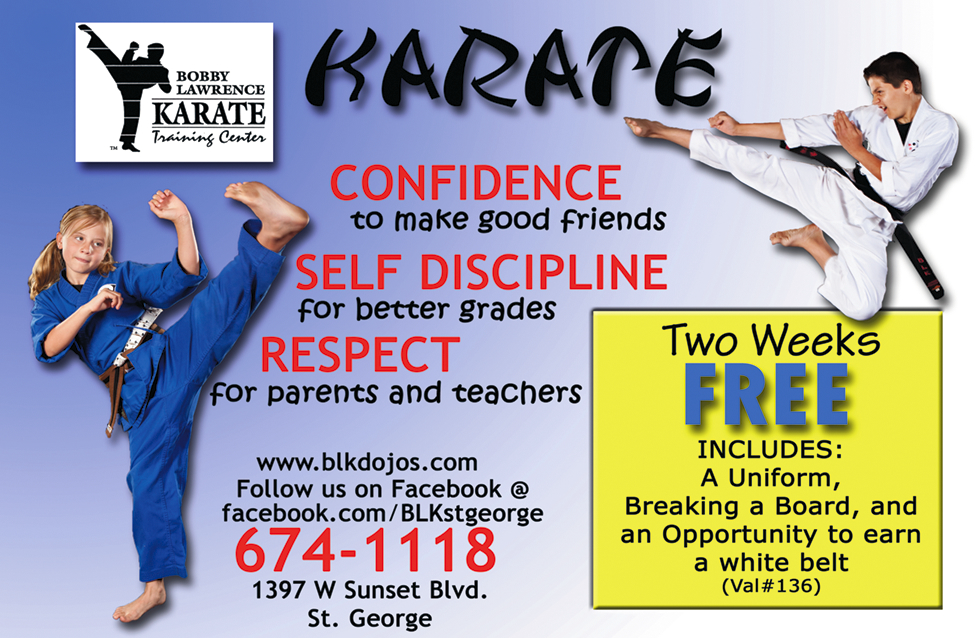 BOBBY
LAWRENCE
KARATE
Training Center
TM
KARATE
CONFIDENCE
to make good friends
SELF DISCIPLINE
for better grades
RESPECT
for parents and teachers
www.blkdojos.com
Follow us on Facebook @
facebook.com/BLKstgeorge
674-1118
1397 W Sunset Blvd.
St. George
Two Weeks
FREE
INCLUDES:
A Uniform,
Breaking a Board, and
an Opportunity to earn
a white belt
(Val#136)